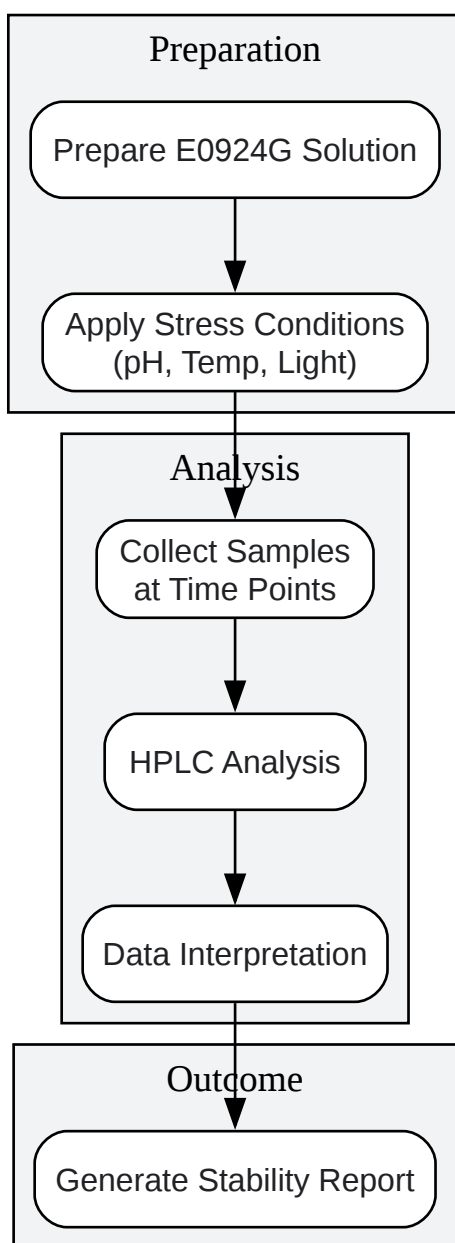 Preparation
Prepare E0924G Solution
Apply Stress Conditions
(pH, Temp, Light)
Analysis
Collect Samples
at Time Points
HPLC Analysis
Data Interpretation
Outcome
Generate Stability Report